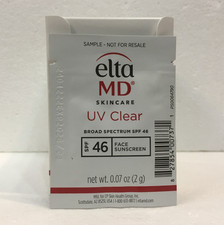 SAMPLE - NOT FOR RESALE
elta
MD®
SKINCARE
UV Clear
BROAD SPECTRUM SPF 46
SPF 46 FACE
SUNSCREEN
net wt. 0.07 oz (2 g)